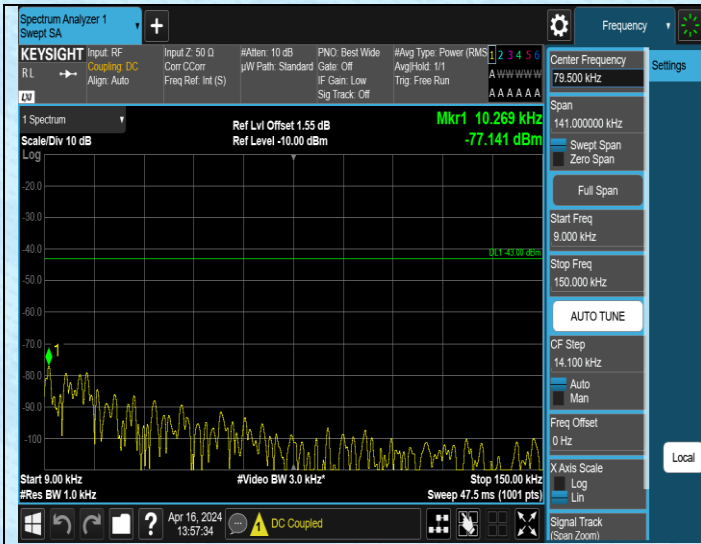 Spectrum Analyzer 1
Swept SA
+
Frequency
KEYSIGHT
RL
LXI
Input: RF
Coupling: DC
Align: Auto
Input Z: 50 Ω
Corr CCorr
Freq Ref: Int (S)
#Atten: 10 dB
µW Path: Standard
PNO: Best Wide
Gate: Off
IF Gain: Low
Sig Track: Off
#Avg Type: Power (RMS
Avg|Hold: 1/1
Trig: Free Run
1 2 3 4 5 6
A W W W W W
A A A A A A
Center Frequency
79.500 kHz
Settings
Span
141.000000 kHz
Swept Span
Zero Span
Full Span
Start Freq
9.000 kHz
Stop Freq
150.000 kHz
AUTO TUNE
CF Step
14.100 kHz
Auto
Man
Freq Offset
0 Hz
X Axis Scale
Log
Lin
Signal Track
(Span Zoom)
Local
1 Spectrum
Scale/Div 10 dB
Log
Ref Lvl Offset 1.55 dB
Ref Level -10.00 dBm
Mkr1 10.269 kHz
-77.141 dBm
-20.0
-30.0
-40.0
DL1 -43.00 dBm
-50.0
-60.0
-70.0
1
-80.0
-90.0
-100
Start 9.00 kHz
#Res BW 1.0 kHz
#Video BW 3.0 kHz*
Stop 150.00 kHz
Sweep 47.5 ms (1001 pts)
?
Apr 16, 2024
13:57:34
1
DC Coupled